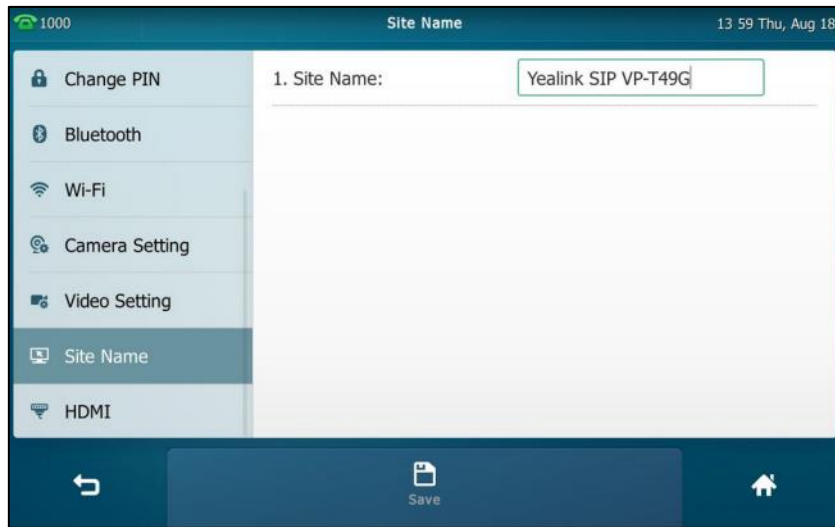 1000 Site Name 13 59 Thu, Aug 18
Change PIN
1. Site Name: Yealink SIP VP-T49G
Bluetooth
Wi-Fi
Camera Setting
Video Setting
Site Name
HDMI
Save